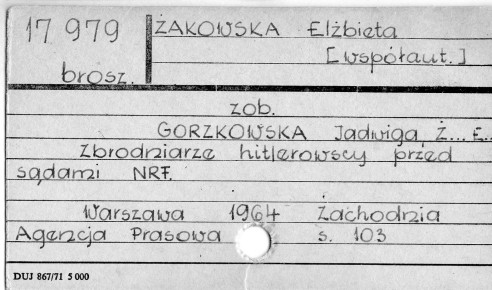 17 979
brosz.
ŻAKOWSKA Elżbieta
[współaut.]
zob.
GORZKOWSKA Jadwiga, Ż... E..
Zbrodniarze hitlerowscy przed
sądami NRF.
Warszawa 1964 Zachodnia
Agencja Prasowa s. 103
DUJ 867/71 5 000